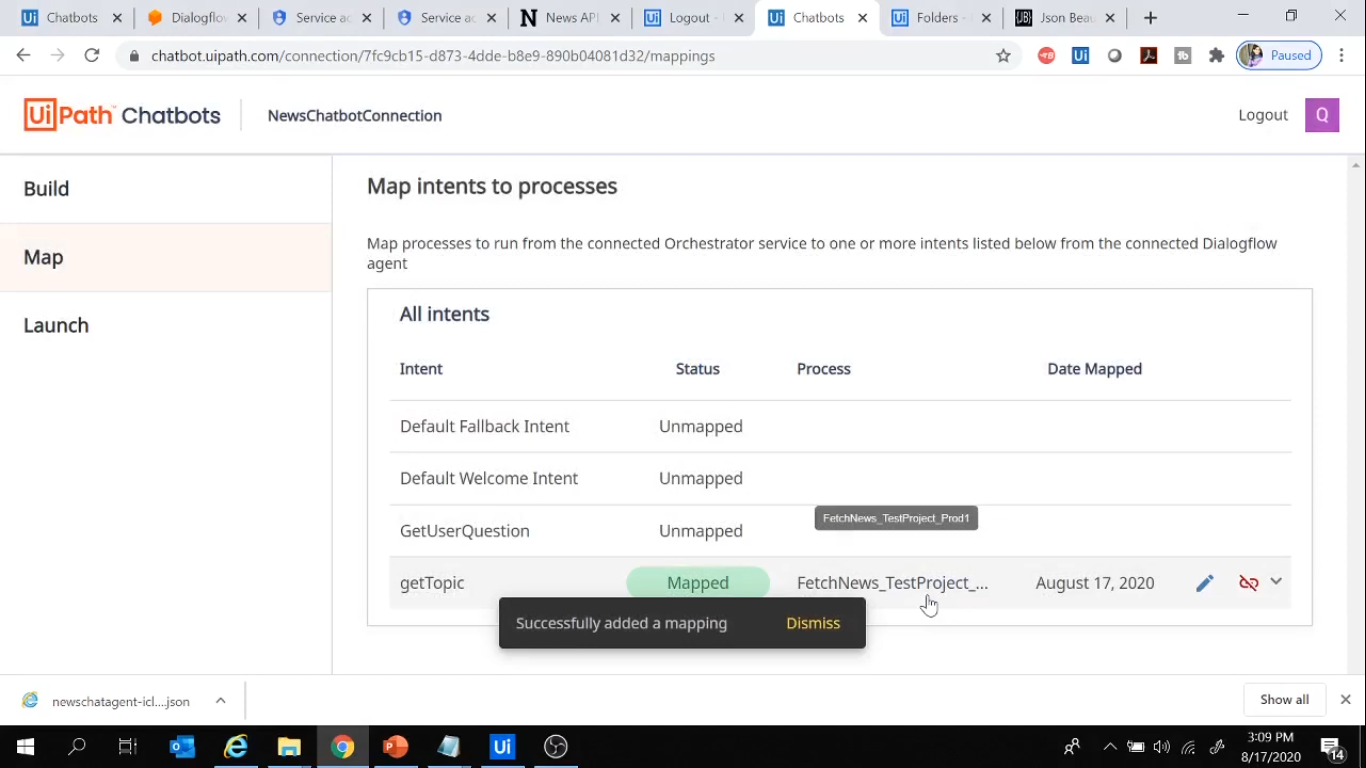 Chatbots
Dialogflow
Service ac
Service ac
News API
Logout -
Chatbots
Folders -
Json Beau
chatbot.uipath.com/connection/7fc9cb15-d873-4dde-b8e9-890b04081d32/mappings
Paused
UiPath™ Chatbots
NewsChatbotConnection
Logout
Q
Build
Map
Launch
Map intents to processes
Map processes to run from the connected Orchestrator service to one or more intents listed below from the connected Dialogflow
agent
All intents
Intent Status Process Date Mapped
Default Fallback Intent Unmapped
Default Welcome Intent Unmapped
FetchNews_TestProject_Prod1
GetUserQuestion Unmapped
getTopic Mapped FetchNews_TestProject_... August 17, 2020
Successfully added a mapping Dismiss
newschatagent-icl....json
Show all
Ui
3:09 PM
8/17/2020
14